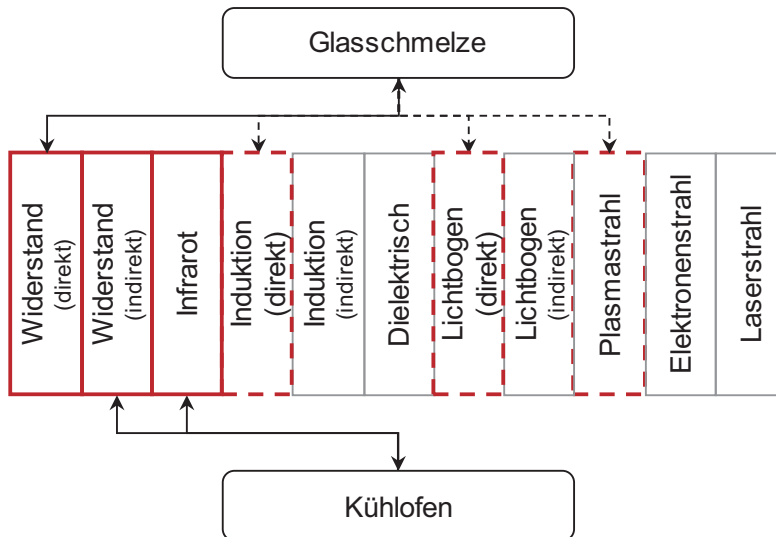 Glasschmelze
Widerstand
(direkt)
Widerstand
(indirekt)
Infrarot
Induktion
(direkt)
Induktion
(indirekt)
Dielektrisch
Lichtbogen
(direkt)
Lichtbogen
(indirekt)
Plasmastrahl
Elektronenstrahl
Laserstrahl
Kühlofen